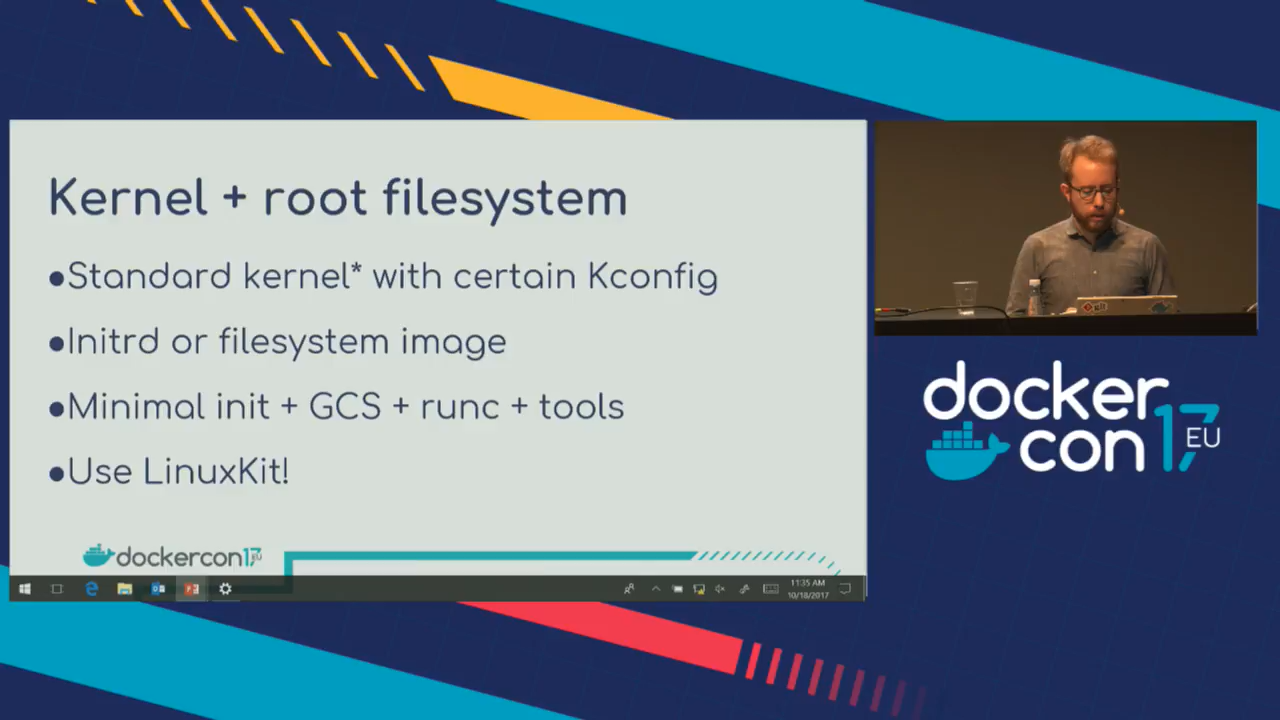 Kernel + root filesystem
•Standard kernel* with certain Kconfig
•Initrd or filesystem image
•Minimal init + GCS + runc + tools
•Use LinuxKit!
dockercon17 EU
11:35 AM
10/18/2017
docker
con 17 EU